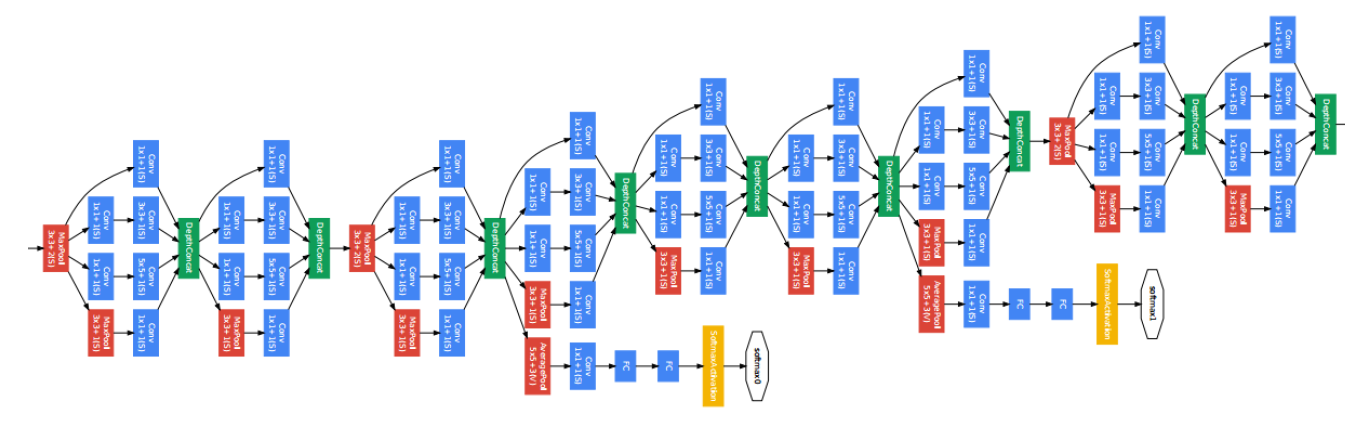 MaxPool
3x3+2(S)
Conv
1x1+1(S)
Conv
1x1+1(S)
MaxPool
3x3+1(S)
Conv
1x1+1(S)
Conv
3x3+1(S)
Conv
5x5+1(S)
Conv
1x1+1(S)
DepthConcat
Conv
1x1+1(S)
Conv
1x1+1(S)
MaxPool
3x3+1(S)
Conv
1x1+1(S)
Conv
3x3+1(S)
Conv
5x5+1(S)
Conv
1x1+1(S)
DepthConcat
MaxPool
3x3+2(S)
Conv
1x1+1(S)
Conv
1x1+1(S)
MaxPool
3x3+1(S)
Conv
1x1+1(S)
Conv
3x3+1(S)
Conv
5x5+1(S)
Conv
1x1+1(S)
DepthConcat
Conv
1x1+1(S)
Conv
1x1+1(S)
MaxPool
3x3+1(S)
AveragePool
5x5+3(V)
Conv
1x1+1(S)
Conv
3x3+1(S)
Conv
5x5+1(S)
Conv
1x1+1(S)
Conv
1x1+1(S)
DepthConcat
FC
Conv
1x1+1(S)
Conv
1x1+1(S)
MaxPool
3x3+1(S)
FC
Conv
1x1+1(S)
Conv
3x3+1(S)
Conv
5x5+1(S)
Conv
1x1+1(S)
SoftmaxActivation
DepthConcat
softmax0
Conv
1x1+1(S)
Conv
1x1+1(S)
MaxPool
3x3+1(S)
Conv
1x1+1(S)
Conv
3x3+1(S)
Conv
5x5+1(S)
Conv
1x1+1(S)
DepthConcat
Conv
1x1+1(S)
Conv
1x1+1(S)
MaxPool
3x3+1(S)
AveragePool
5x5+3(V)
Conv
1x1+1(S)
Conv
3x3+1(S)
Conv
5x5+1(S)
Conv
1x1+1(S)
Conv
1x1+1(S)
DepthConcat
FC
MaxPool
3x3+2(S)
FC
Conv
1x1+1(S)
Conv
1x1+1(S)
MaxPool
3x3+1(S)
SoftmaxActivation
Conv
1x1+1(S)
Conv
3x3+1(S)
Conv
5x5+1(S)
Conv
1x1+1(S)
softmax1
DepthConcat
Conv
1x1+1(S)
Conv
1x1+1(S)
MaxPool
3x3+1(S)
Conv
1x1+1(S)
Conv
3x3+1(S)
Conv
5x5+1(S)
Conv
1x1+1(S)
DepthConcat